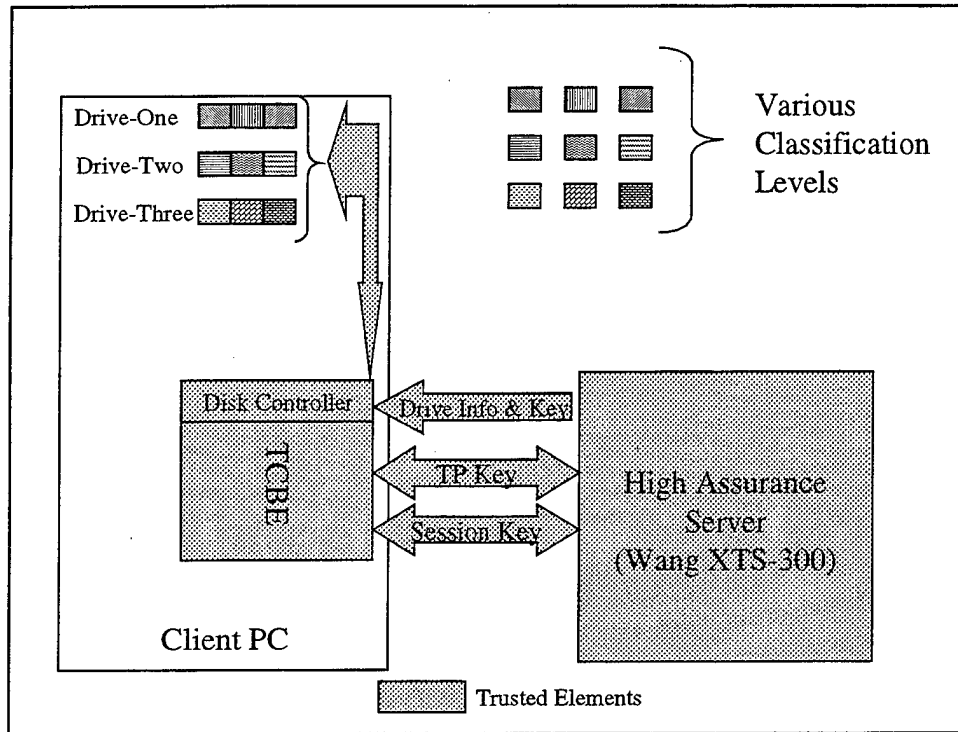 Drive-One
Drive-Two
Drive-Three
Various
Classification
Levels
Disk Controller
TCBE
Drive Info & Key
TP Key
Session Key
High Assurance
Server
(Wang XTS-300)
Client PC
Trusted Elements